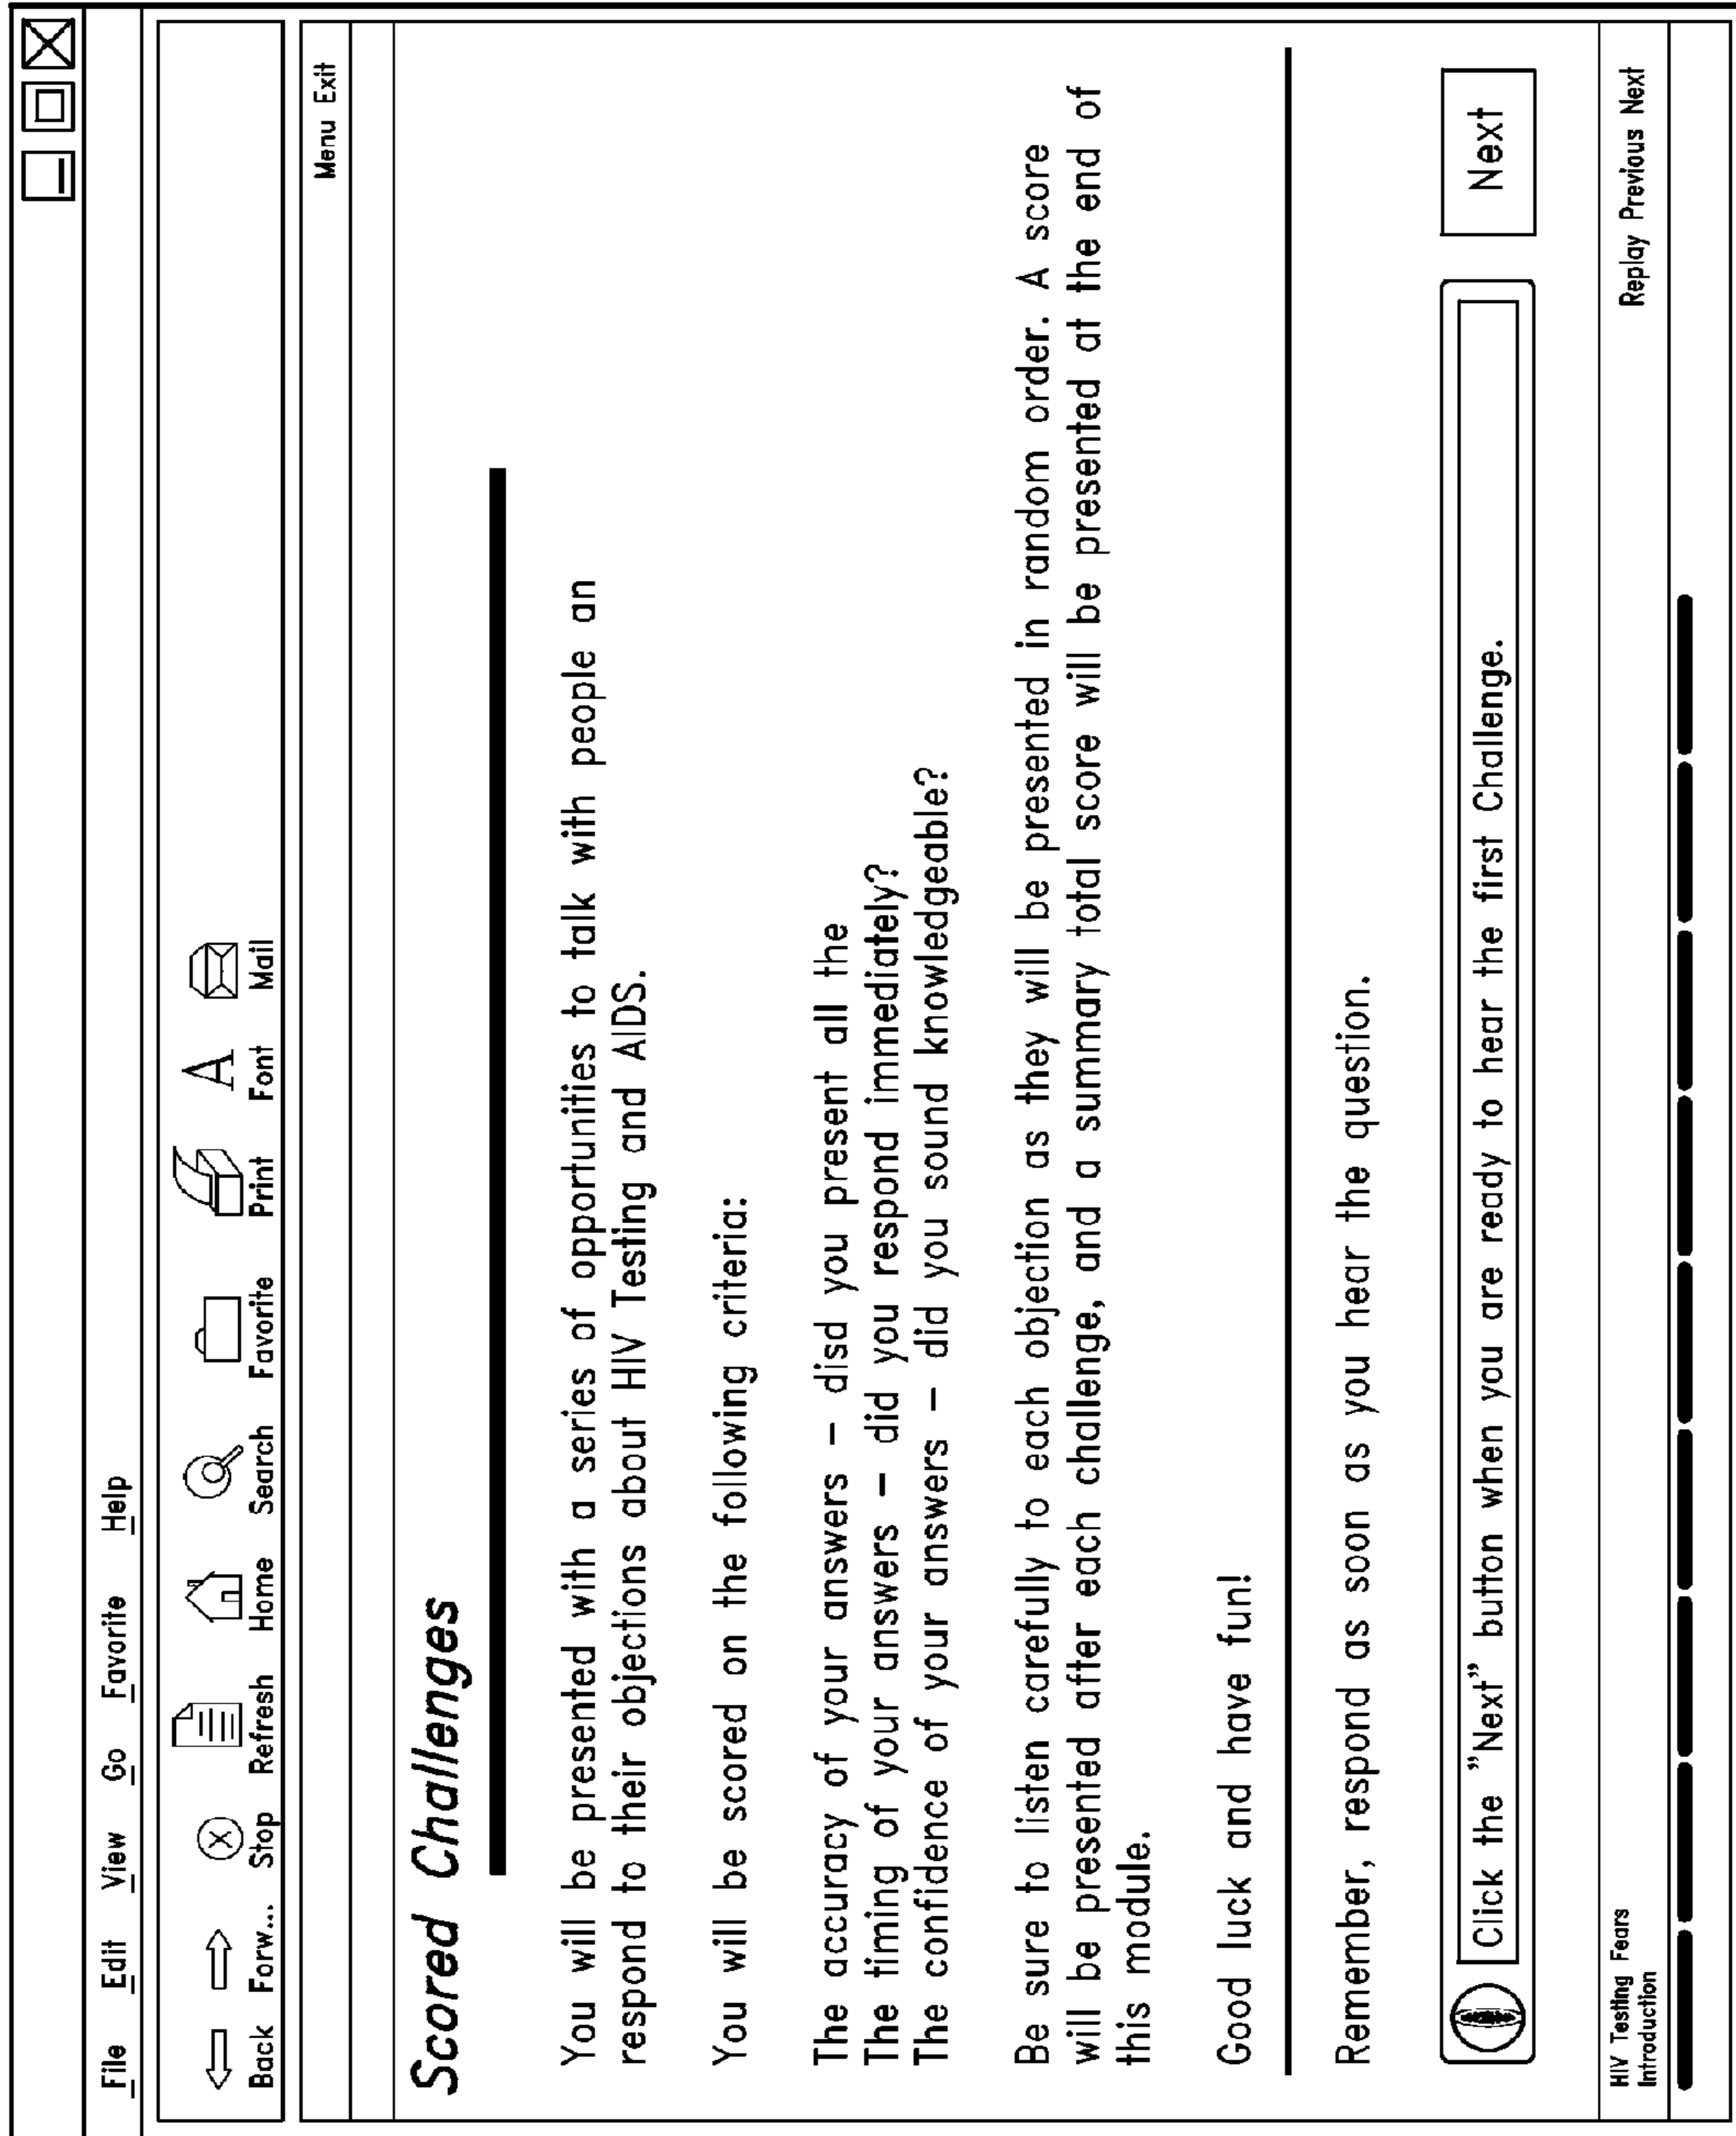 File Edit View Go Favorite Help
Back Forw... Stop Refresh Home Search Favorite Print Font Mail
Menu Exit
Scored Challenges
You will be presented with a series of opportunities to talk with people an
respond to their objections about HIV Testing and AIDS.
You will be scored on the following criteria:
The accuracy of your answers – disd you present all the
The timing of your answers – did you respond immediately?
The confidence of your answers – did you sound knowledgeable?
Be sure to listen carefully to each objection as they will be presented in random order. A score
will be presented after each challenge, and a summary total score will be presented at the end of
this module.
Good luck and have fun!
Remember, respond as soon as you hear the question.
Click the ”Next” button when you are ready to hear the first Challenge.
Next
HIV Testing Fears
Introduction
Replay Previous Next